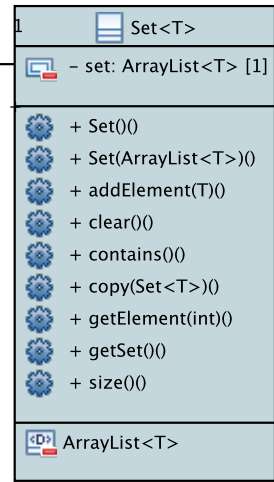 1
Set<T>
- set: ArrayList<T> [1]
+ Set()()
+ Set(ArrayList<T>)()
+ addElement(T)()
+ clear()()
+ contains()()
+ copy(Set<T>)()
+ getElement(int)()
+ getSet()()
+ size()()
<D> ArrayList<T>